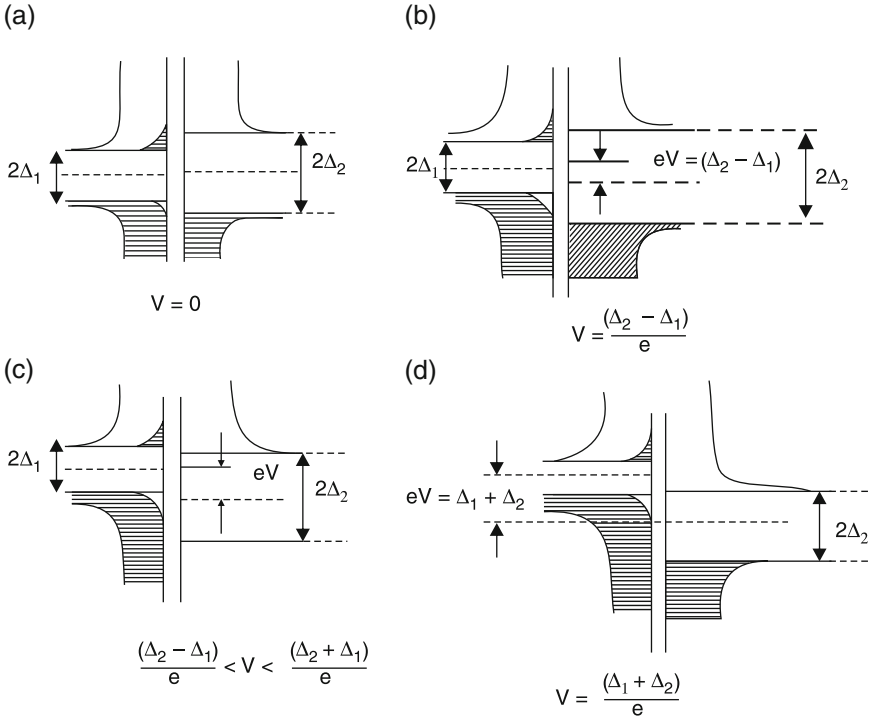 (a)
2Δ₁
2Δ₂
V = 0
(b)
2Δ₁
eV = (Δ₂ − Δ₁)
2Δ₂
V = (Δ₂ − Δ₁)
e
(c)
2Δ₁
eV
2Δ₂
(Δ₂ − Δ₁) < V < (Δ₂ + Δ₁)
e e
(d)
eV = Δ₁ + Δ₂
2Δ₂
V = (Δ₁ + Δ₂)
e